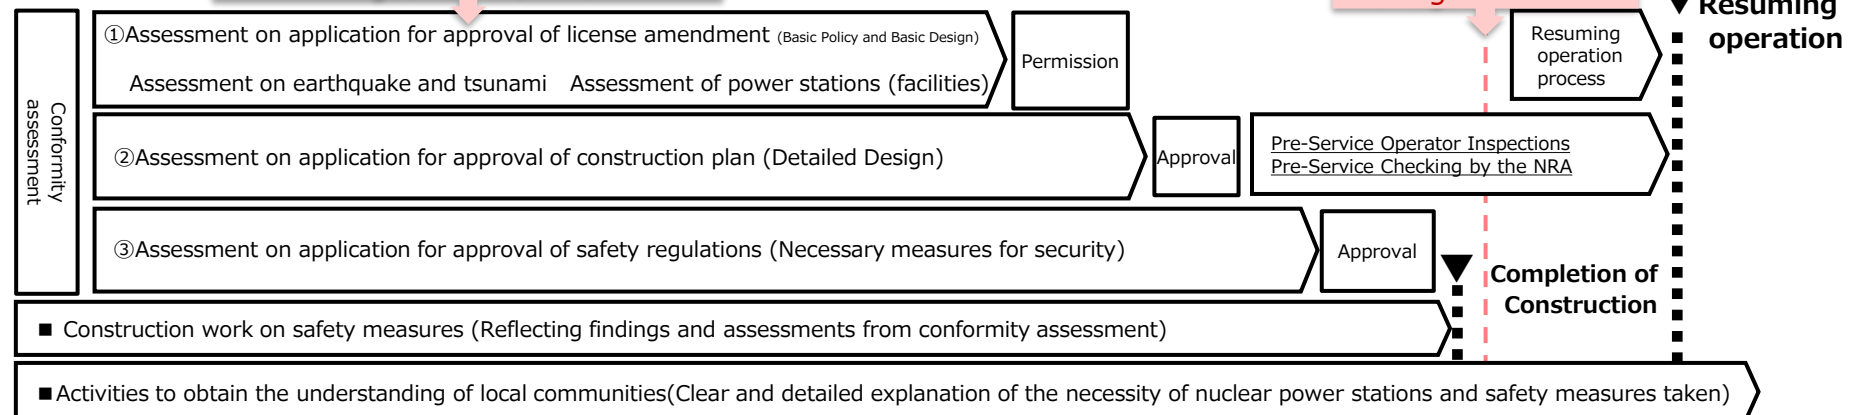 Resuming
operation
①Assessment on application for approval of license amendment (Basic Policy and Basic Design)
Assessment on earthquake and tsunami Assessment of power stations (facilities)
Permission
Resuming
operation
process
Conformity
assessment
②Assessment on application for approval of construction plan (Detailed Design)
Approval
Pre-Service Operator Inspections
Pre-Service Checking by the NRA
③Assessment on application for approval of safety regulations (Necessary measures for security)
Approval
Completion of
Construction
■ Construction work on safety measures (Reflecting findings and assessments from conformity assessment)
■Activities to obtain the understanding of local communities(Clear and detailed explanation of the necessity of nuclear power stations and safety measures taken)